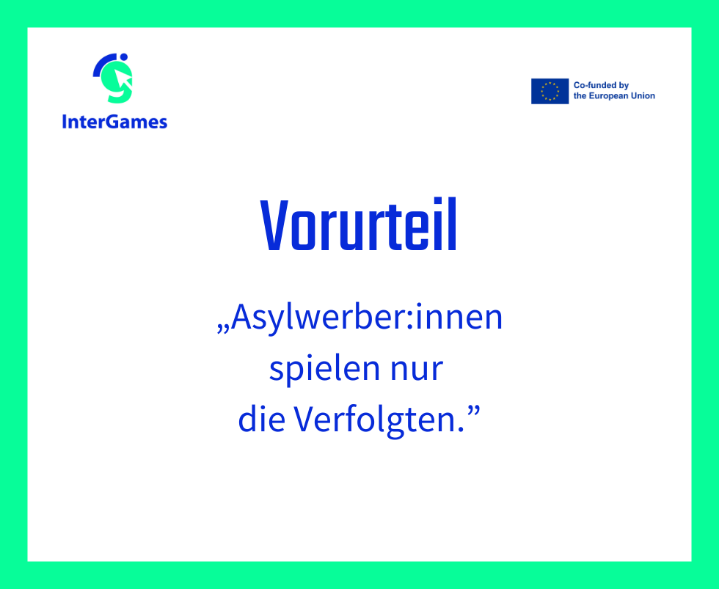 InterGames
Co-funded by
the European Union
Vorurteil
„Asylwerber:innen
spielen nur
die Verfolgten.”